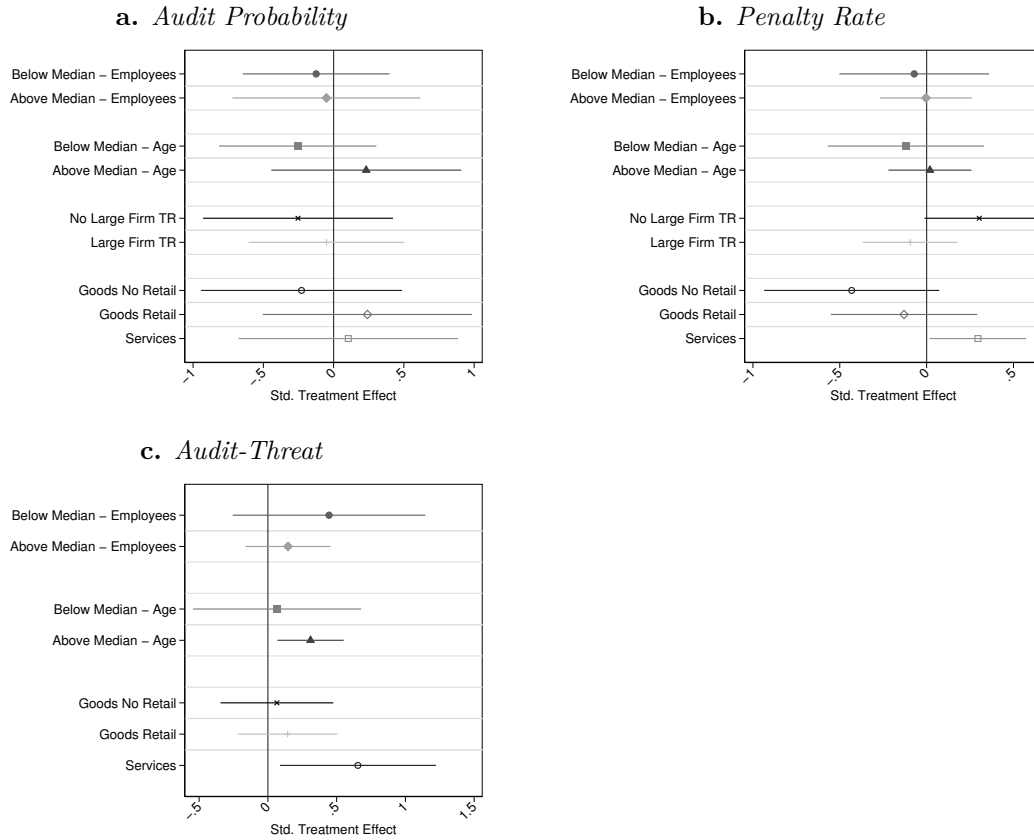 a. Audit Probability
Below Median – Employees
Above Median – Employees
Below Median – Age
Above Median – Age
No Large Firm TR
Large Firm TR
Goods No Retail
Goods Retail
Services
–1 –.5 0 .5 1
Std. Treatment Effect
b. Penalty Rate
Below Median – Employees
Above Median – Employees
Below Median – Age
Above Median – Age
No Large Firm TR
Large Firm TR
Goods No Retail
Goods Retail
Services
–1 –.5 0 .5
Std. Treatment Effect
c. Audit-Threat
Below Median – Employees
Above Median – Employees
Below Median – Age
Above Median – Age
Goods No Retail
Goods Retail
Services
–.5 0 .5 1 1.5
Std. Treatment Effect